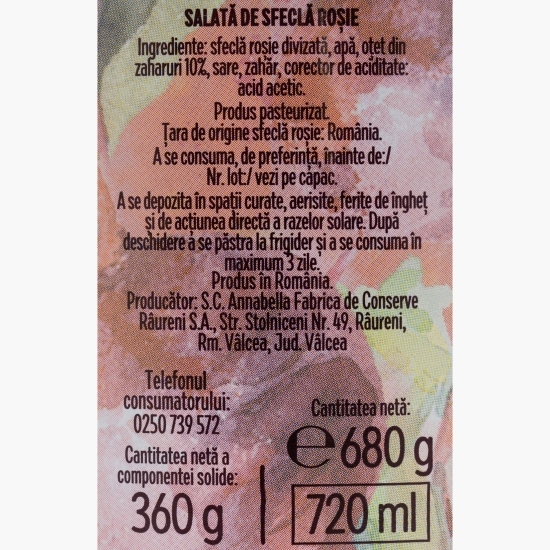 SALATĂ DE SFECLĂ ROȘIE
Ingrediente: sfeclă roșie divizată, apă, oțet din
zaharuri 10%, sare, zahăr, corector de aciditate:
acid acetic.
Produs pasteurizat.
Țara de origine sfeclă roșie: România.
A se consuma, de preferință, înainte de:/
Nr. lot:/ vezi pe capac.
A se depozita în spații curate, aerisite, ferite de îngheț
și de acțiunea directă a razelor solare. După
deschidere a se păstra la frigider și a se consuma în
maximum 3 zile.
Produs în România.
Producător: S.C. Annabella Fabrica de Conserve
Râureni S.A., Str. Stolniceni Nr. 49, Râureni,
Rm. Vâlcea, Jud. Vâlcea
Telefonul
consumatorului:
0250 739 572
Cantitatea netă a
componentei solide:
360 g
Cantitatea netă:
℮680 g
720 ml